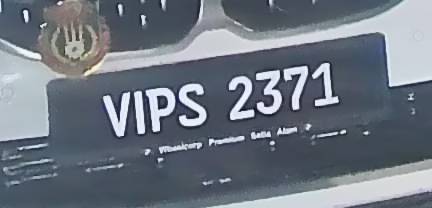 VIPS 2371
Wheelcorp Premium Setia Alam